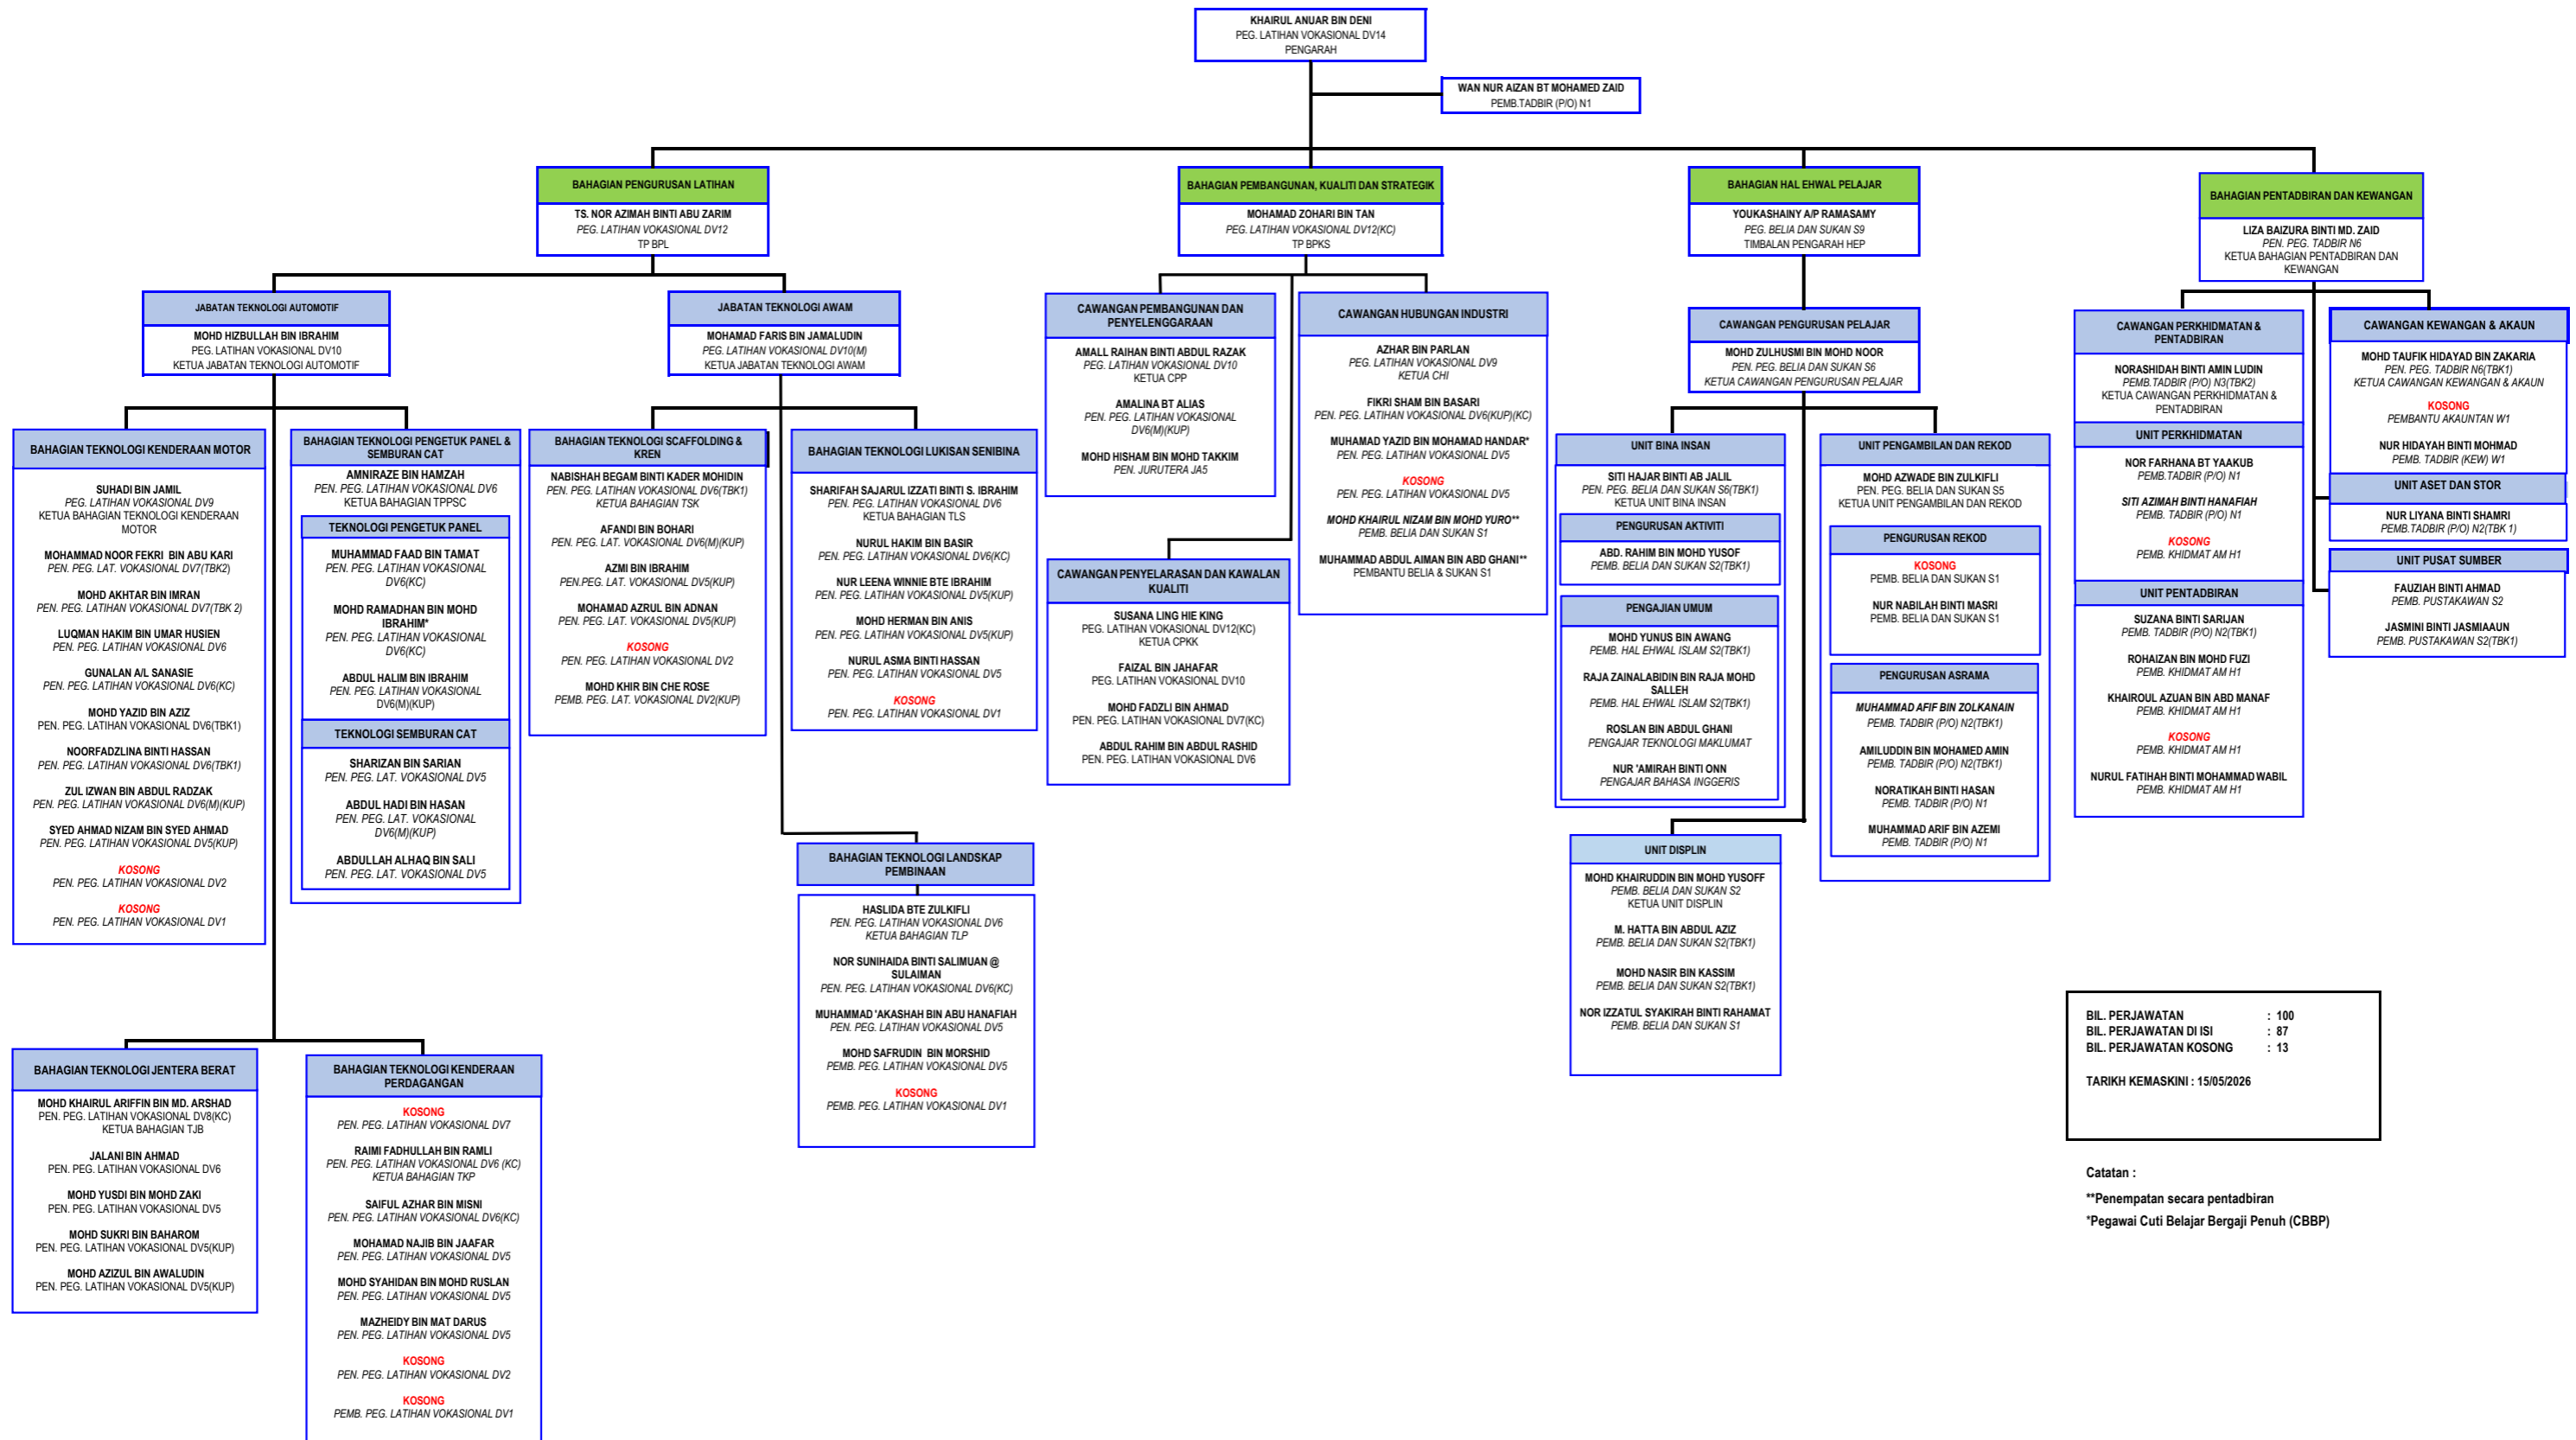 KHAIRUL ANUAR BIN DENI
PEG. LATIHAN VOKASIONAL DV14
PENGARAH
WAN NUR AIZAN BT MOHAMED ZAID
PEMB.TADBIR (P/O) N1
BAHAGIAN PENGURUSAN LATIHAN
TS. NOR AZIMAH BINTI ABU ZARIM
PEG. LATIHAN VOKASIONAL DV12
TP BPL
BAHAGIAN PEMBANGUNAN, KUALITI DAN STRATEGIK
MOHAMAD ZOHARI BIN TAN
PEG. LATIHAN VOKASIONAL DV12(KC)
TP BPKS
BAHAGIAN HAL EHWAL PELAJAR
YOUKASHAINY A/P RAMASAMY
PEG. BELIA DAN SUKAN S9
TIMBALAN PENGARAH HEP
BAHAGIAN PENTADBIRAN DAN KEWANGAN
LIZA BAIZURA BINTI MD. ZAID
PEN. PEG. TADBIR N6
KETUA BAHAGIAN PENTADBIRAN DAN
KEWANGAN
JABATAN TEKNOLOGI AUTOMOTIF
MOHD HIZBULLAH BIN IBRAHIM
PEG. LATIHAN VOKASIONAL DV10
KETUA JABATAN TEKNOLOGI AUTOMOTIF
JABATAN TEKNOLOGI AWAM
MOHAMAD FARIS BIN JAMALUDIN
PEG. LATIHAN VOKASIONAL DV10(M)
KETUA JABATAN TEKNOLOGI AWAM
BAHAGIAN TEKNOLOGI KENDERAAN MOTOR
SUHADI BIN JAMIL
PEG. LATIHAN VOKASIONAL DV9
KETUA BAHAGIAN TEKNOLOGI KENDERAAN
MOTOR
MOHAMMAD NOOR FEKRI BIN ABU KARI
PEN. PEG. LAT. VOKASIONAL DV7(TBK2)
MOHD AKHTAR BIN IMRAN
PEN. PEG. LATIHAN VOKASIONAL DV7(TBK 2)
LUQMAN HAKIM BIN UMAR HUSIEN
PEN. PEG. LATIHAN VOKASIONAL DV6
GUNALAN A/L SANASIE
PEN. PEG. LATIHAN VOKASIONAL DV6(KC)
MOHD YAZID BIN AZIZ
PEN. PEG. LATIHAN VOKASIONAL DV6(TBK1)
NOORFADZLINA BINTI HASSAN
PEN. PEG. LATIHAN VOKASIONAL DV6(TBK1)
ZUL IZWAN BIN ABDUL RADZAK
PEN. PEG. LATIHAN VOKASIONAL DV6(M)(KUP)
SYED AHMAD NIZAM BIN SYED AHMAD
PEN. PEG. LATIHAN VOKASIONAL DV5(KUP)
KOSONG
PEN. PEG. LATIHAN VOKASIONAL DV2
KOSONG
PEN. PEG. LATIHAN VOKASIONAL DV1
BAHAGIAN TEKNOLOGI PENGETUK PANEL &
SEMBURAN CAT
AMNIRAZE BIN HAMZAH
PEN. PEG. LATIHAN VOKASIONAL DV6
KETUA BAHAGIAN TPPSC
TEKNOLOGI PENGETUK PANEL
MUHAMMAD FAAD BIN TAMAT
PEN. PEG. LATIHAN VOKASIONAL
DV6(KC)
MOHD RAMADHAN BIN MOHD
IBRAHIM*
PEN. PEG. LATIHAN VOKASIONAL
DV6(KC)
ABDUL HALIM BIN IBRAHIM
PEN. PEG. LATIHAN VOKASIONAL
DV6(M)(KUP)
TEKNOLOGI SEMBURAN CAT
SHARIZAN BIN SARIAN
PEN. PEG. LAT. VOKASIONAL DV5
ABDUL HADI BIN HASAN
PEN. PEG. LAT. VOKASIONAL
DV6(M)(KUP)
ABDULLAH ALHAQ BIN SALI
PEN. PEG. LAT. VOKASIONAL DV5
BAHAGIAN TEKNOLOGI SCAFFOLDING &
KREN
NABISHAH BEGAM BINTI KADER MOHIDIN
PEN. PEG. LATIHAN VOKASIONAL DV6(TBK1)
KETUA BAHAGIAN TSK
AFANDI BIN BOHARI
PEN. PEG. LAT. VOKASIONAL DV6(M)(KUP)
AZMI BIN IBRAHIM
PEN.PEG. LAT. VOKASIONAL DV5(KUP)
MOHAMAD AZRUL BIN ADNAN
PEN. PEG. LAT. VOKASIONAL DV5(KUP)
KOSONG
PEN. PEG. LATIHAN VOKASIONAL DV2
MOHD KHIR BIN CHE ROSE
PEMB. PEG. LAT. VOKASIONAL DV2(KUP)
BAHAGIAN TEKNOLOGI LUKISAN SENIBINA
SHARIFAH SAJARUL IZZATI BINTI S. IBRAHIM
PEN. PEG. LATIHAN VOKASIONAL DV6
KETUA BAHAGIAN TLS
NURUL HAKIM BIN BASIR
PEN. PEG. LATIHAN VOKASIONAL DV6(KC)
NUR LEENA WINNIE BTE IBRAHIM
PEN. PEG. LATIHAN VOKASIONAL DV5(KUP)
MOHD HERMAN BIN ANIS
PEN. PEG. LATIHAN VOKASIONAL DV5(KUP)
NURUL ASMA BINTI HASSAN
PEN. PEG. LATIHAN VOKASIONAL DV5
KOSONG
PEN. PEG. LATIHAN VOKASIONAL DV1
CAWANGAN PEMBANGUNAN DAN
PENYELENGGARAAN
AMALL RAIHAN BINTI ABDUL RAZAK
PEG. LATIHAN VOKASIONAL DV10
KETUA CPP
AMALINA BT ALIAS
PEN. PEG. LATIHAN VOKASIONAL
DV6(M)(KUP)
MOHD HISHAM BIN MOHD TAKKIM
PEN. JURUTERA JA5
CAWANGAN HUBUNGAN INDUSTRI
AZHAR BIN PARLAN
PEG. LATIHAN VOKASIONAL DV9
KETUA CHI
FIKRI SHAM BIN BASARI
PEN. PEG. LATIHAN VOKASIONAL DV6(KUP)(KC)
MUHAMAD YAZID BIN MOHAMAD HANDAR*
PEN. PEG. LATIHAN VOKASIONAL DV5
KOSONG
PEN. PEG. LATIHAN VOKASIONAL DV5
MOHD KHAIRUL NIZAM BIN MOHD YURO**
PEMB. BELIA DAN SUKAN S1
MUHAMMAD ABDUL AIMAN BIN ABD GHANI**
PEMBANTU BELIA & SUKAN S1
CAWANGAN PENYELARASAN DAN KAWALAN
KUALITI
SUSANA LING HIE KING
PEG. LATIHAN VOKASIONAL DV12(KC)
KETUA CPKK
FAIZAL BIN JAHAFAR
PEG. LATIHAN VOKASIONAL DV10
MOHD FADZLI BIN AHMAD
PEN. PEG. LATIHAN VOKASIONAL DV7(KC)
ABDUL RAHIM BIN ABDUL RASHID
PEN. PEG. LATIHAN VOKASIONAL DV6
CAWANGAN PENGURUSAN PELAJAR
MOHD ZULHUSMI BIN MOHD NOOR
PEN. PEG. BELIA DAN SUKAN S6
KETUA CAWANGAN PENGURUSAN PELAJAR
UNIT BINA INSAN
SITI HAJAR BINTI AB JALIL
PEN. PEG. BELIA DAN SUKAN S6(TBK1)
KETUA UNIT BINA INSAN
PENGURUSAN AKTIVITI
ABD. RAHIM BIN MOHD YUSOF
PEMB. BELIA DAN SUKAN S2(TBK1)
PENGAJIAN UMUM
MOHD YUNUS BIN AWANG
PEMB. HAL EHWAL ISLAM S2(TBK1)
RAJA ZAINALABIDIN BIN RAJA MOHD
SALLEH
PEMB. HAL EHWAL ISLAM S2(TBK1)
ROSLAN BIN ABDUL GHANI
PENGAJAR TEKNOLOGI MAKLUMAT
NUR 'AMIRAH BINTI ONN
PENGAJAR BAHASA INGGERIS
UNIT PENGAMBILAN DAN REKOD
MOHD AZWADE BIN ZULKIFLI
PEN. PEG. BELIA DAN SUKAN S5
KETUA UNIT PENGAMBILAN DAN REKOD
PENGURUSAN REKOD
KOSONG
PEMB. BELIA DAN SUKAN S1
NUR NABILAH BINTI MASRI
PEMB. BELIA DAN SUKAN S1
PENGURUSAN ASRAMA
MUHAMMAD AFIF BIN ZOLKANAIN
PEMB. TADBIR (P/O) N2(TBK1)
AMILUDDIN BIN MOHAMED AMIN
PEMB. TADBIR (P/O) N2(TBK1)
NORATIKAH BINTI HASAN
PEMB. TADBIR (P/O) N1
MUHAMMAD ARIF BIN AZEMI
PEMB. TADBIR (P/O) N1
UNIT DISPLIN
MOHD KHAIRUDDIN BIN MOHD YUSOFF
PEMB. BELIA DAN SUKAN S2
KETUA UNIT DISPLIN
M. HATTA BIN ABDUL AZIZ
PEMB. BELIA DAN SUKAN S2(TBK1)
MOHD NASIR BIN KASSIM
PEMB. BELIA DAN SUKAN S2(TBK1)
NOR IZZATUL SYAKIRAH BINTI RAHAMAT
PEMB. BELIA DAN SUKAN S1
CAWANGAN PERKHIDMATAN &
PENTADBIRAN
NORASHIDAH BINTI AMIN LUDIN
PEMB.TADBIR (P/O) N3(TBK2)
KETUA CAWANGAN PERKHIDMATAN &
PENTADBIRAN
UNIT PERKHIDMATAN
NOR FARHANA BT YAAKUB
PEMB.TADBIR (P/O) N1
SITI AZIMAH BINTI HANAFIAH
PEMB. TADBIR (P/O) N1
KOSONG
PEMB. KHIDMAT AM H1
UNIT PENTADBIRAN
SUZANA BINTI SARIJAN
PEMB. TADBIR (P/O) N2(TBK1)
ROHAIZAN BIN MOHD FUZI
PEMB. KHIDMAT AM H1
KHAIROUL AZUAN BIN ABD MANAF
PEMB. KHIDMAT AM H1
KOSONG
PEMB. KHIDMAT AM H1
NURUL FATIHAH BINTI MOHAMMAD WABIL
PEMB. KHIDMAT AM H1
CAWANGAN KEWANGAN & AKAUN
MOHD TAUFIK HIDAYAD BIN ZAKARIA
PEN. PEG. TADBIR N6(TBK1)
KETUA CAWANGAN KEWANGAN & AKAUN
KOSONG
PEMBANTU AKAUNTAN W1
NUR HIDAYAH BINTI MOHMAD
PEMB. TADBIR (KEW) W1
UNIT ASET DAN STOR
NUR LIYANA BINTI SHAMRI
PEMB.TADBIR (P/O) N2(TBK 1)
UNIT PUSAT SUMBER
FAUZIAH BINTI AHMAD
PEMB. PUSTAKAWAN S2
JASMINI BINTI JASMIAAUN
PEMB. PUSTAKAWAN S2(TBK1)
BAHAGIAN TEKNOLOGI LANDSKAP
PEMBINAAN
HASLIDA BTE ZULKIFLI
PEN. PEG. LATIHAN VOKASIONAL DV6
KETUA BAHAGIAN TLP
NOR SUNIHAIDA BINTI SALIMUAN @
SULAIMAN
PEN. PEG. LATIHAN VOKASIONAL DV6(KC)
MUHAMMAD 'AKASHAH BIN ABU HANAFIAH
PEN. PEG. LATIHAN VOKASIONAL DV5
MOHD SAFRUDIN BIN MORSHID
PEMB. PEG. LATIHAN VOKASIONAL DV5
KOSONG
PEMB. PEG. LATIHAN VOKASIONAL DV1
BAHAGIAN TEKNOLOGI JENTERA BERAT
MOHD KHAIRUL ARIFFIN BIN MD. ARSHAD
PEN. PEG. LATIHAN VOKASIONAL DV8(KC)
KETUA BAHAGIAN TJB
JALANI BIN AHMAD
PEN. PEG. LATIHAN VOKASIONAL DV6
MOHD YUSDI BIN MOHD ZAKI
PEN. PEG. LATIHAN VOKASIONAL DV5
MOHD SUKRI BIN BAHAROM
PEN. PEG. LATIHAN VOKASIONAL DV5(KUP)
MOHD AZIZUL BIN AWALUDIN
PEN. PEG. LATIHAN VOKASIONAL DV5(KUP)
BAHAGIAN TEKNOLOGI KENDERAAN
PERDAGANGAN
KOSONG
PEN. PEG. LATIHAN VOKASIONAL DV7
RAIMI FADHULLAH BIN RAMLI
PEN. PEG. LATIHAN VOKASIONAL DV6 (KC)
KETUA BAHAGIAN TKP
SAIFUL AZHAR BIN MISNI
PEN. PEG. LATIHAN VOKASIONAL DV6(KC)
MOHAMAD NAJIB BIN JAAFAR
PEN. PEG. LATIHAN VOKASIONAL DV5
MOHD SYAHIDAN BIN MOHD RUSLAN
PEN. PEG. LATIHAN VOKASIONAL DV5
MAZHEIDY BIN MAT DARUS
PEN. PEG. LATIHAN VOKASIONAL DV5
KOSONG
PEN. PEG. LATIHAN VOKASIONAL DV2
KOSONG
PEMB. PEG. LATIHAN VOKASIONAL DV1
BIL. PERJAWATAN : 100
BIL. PERJAWATAN DI ISI : 87
BIL. PERJAWATAN KOSONG : 13
TARIKH KEMASKINI : 15/05/2026
Catatan :
**Penempatan secara pentadbiran
*Pegawai Cuti Belajar Bergaji Penuh (CBBP)